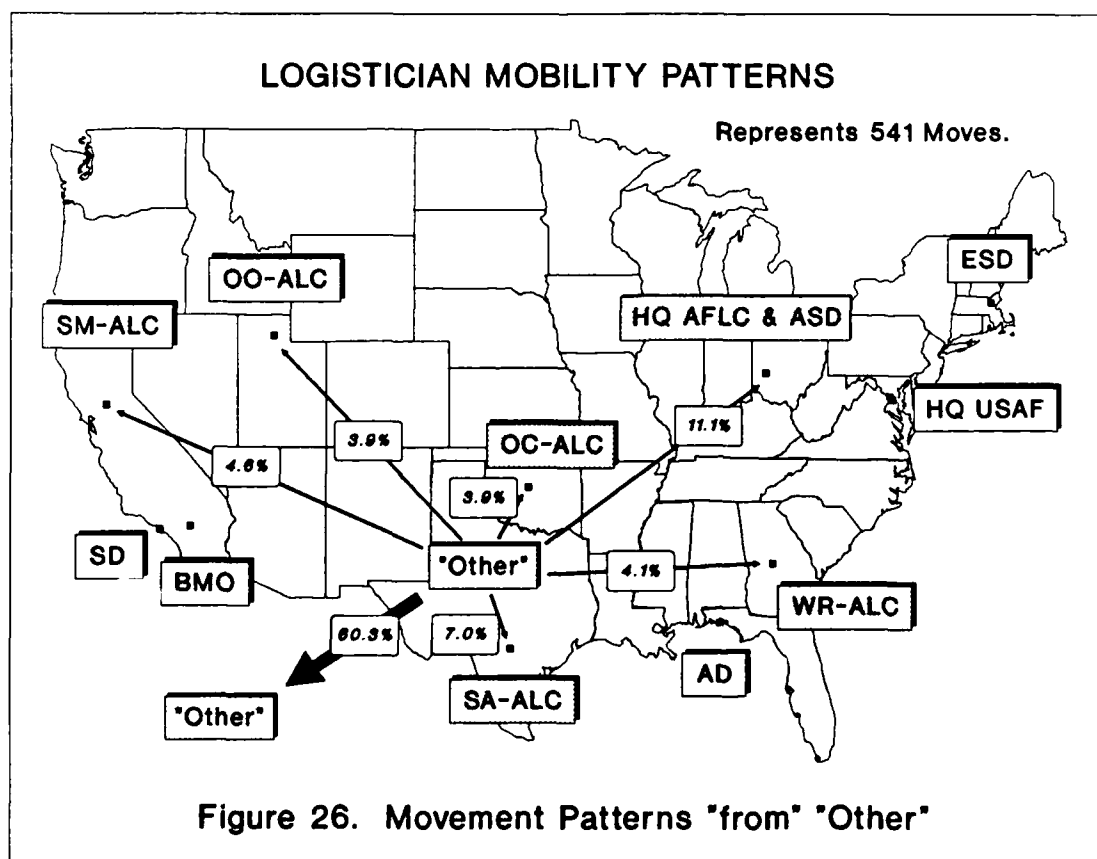 LOGISTICIAN MOBILITY PATTERNS
Represents 541 Moves.
ESD
OO-ALC
SM-ALC
HQ AFLC & ASD
HQ USAF
11.1%
3.9%
OC-ALC
4.6%
3.9%
SD
BMO
"Other"
4.1%
WR-ALC
60.3%
7.0%
AD
SA-ALC
"Other"
Figure 26. Movement Patterns "from" "Other"